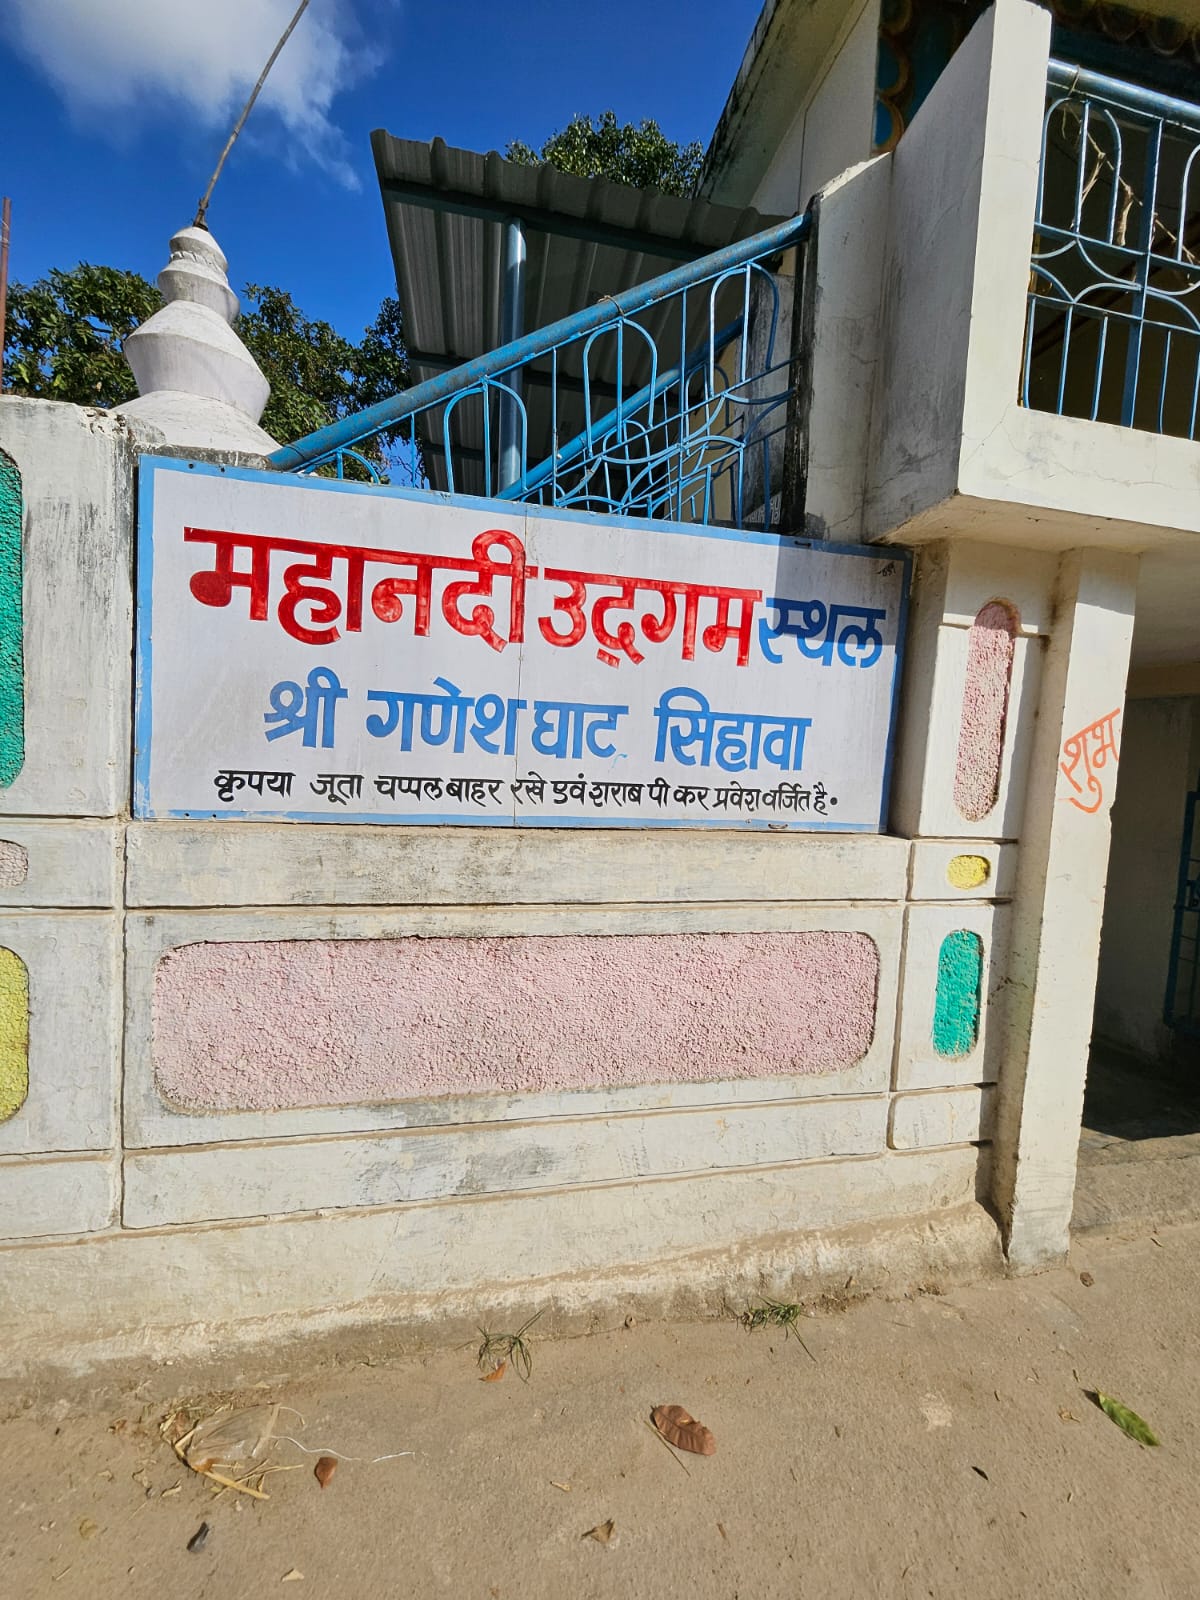 महानदी उद्गम स्थल
श्री गणेश घाट सिहावा
कृपया जूता चप्पल बाहर रखे एवं शराब पी कर प्रवेश वर्जित है।
शुभ